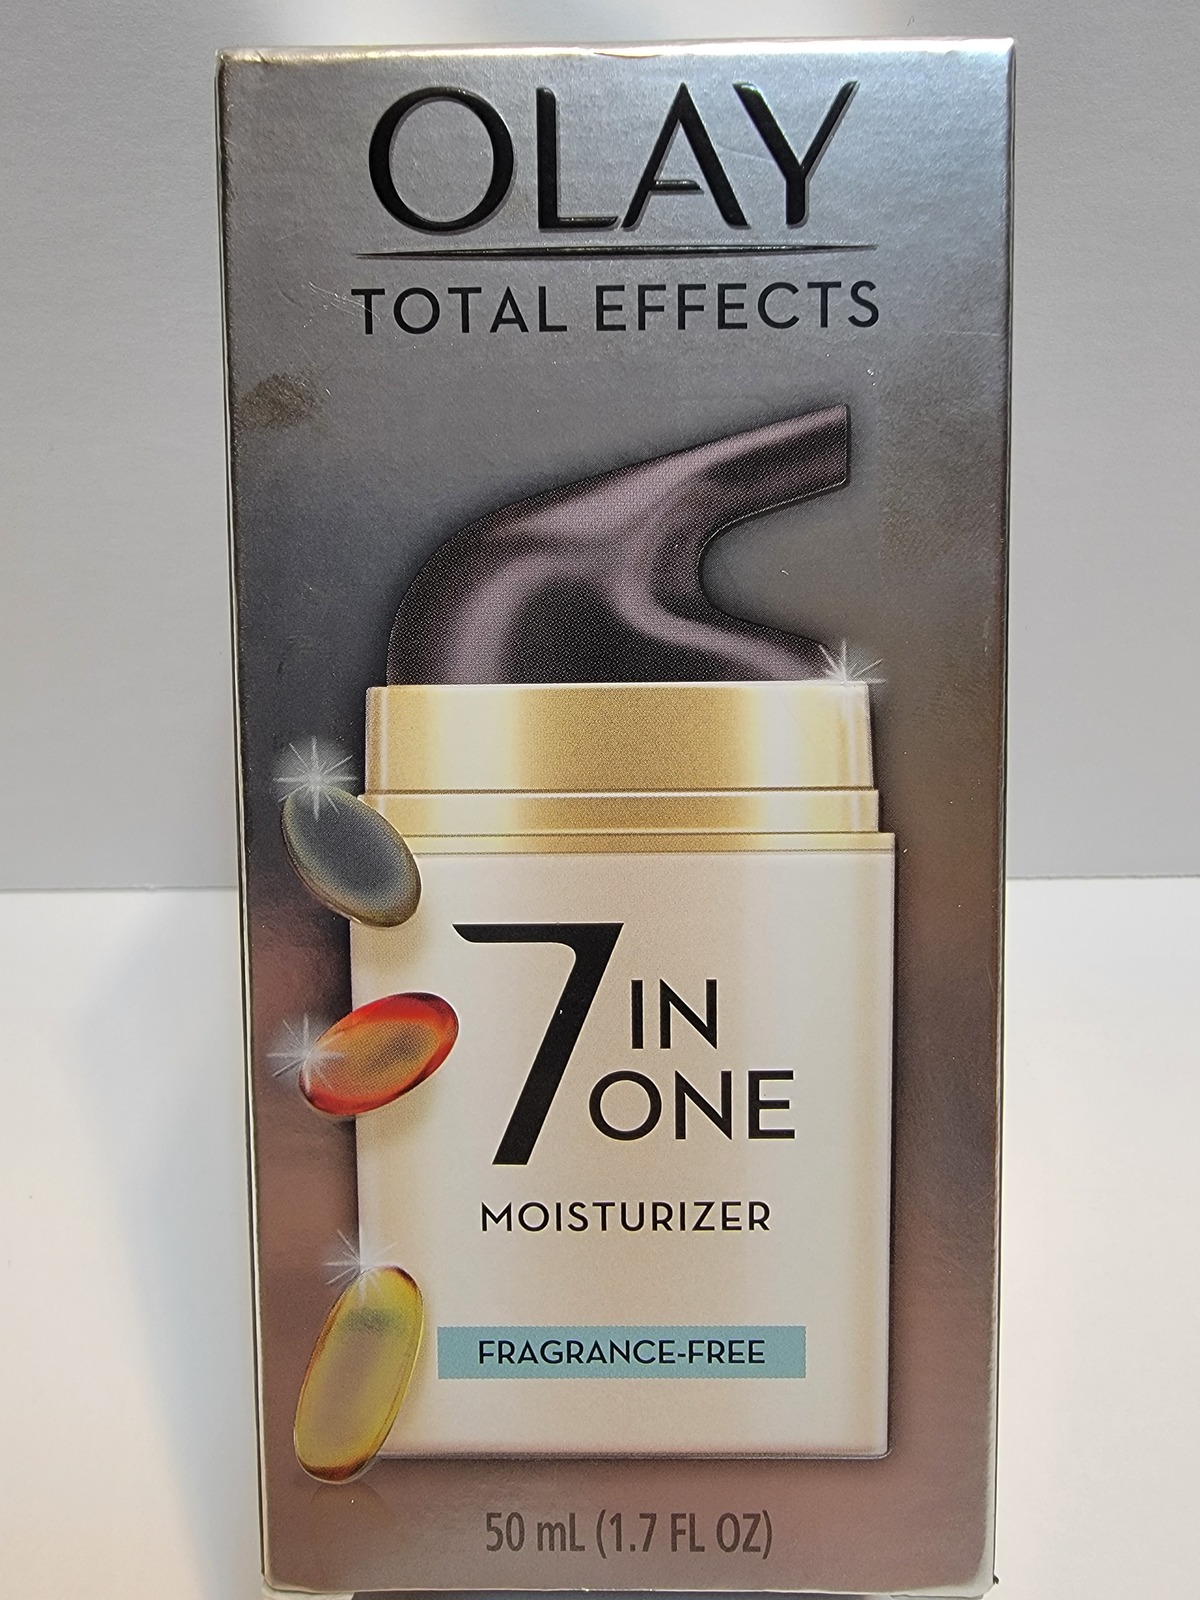 OLAY
TOTAL EFFECTS
7 IN
ONE
MOISTURIZER
FRAGRANCE-FREE
50 mL (1.7 FL OZ)